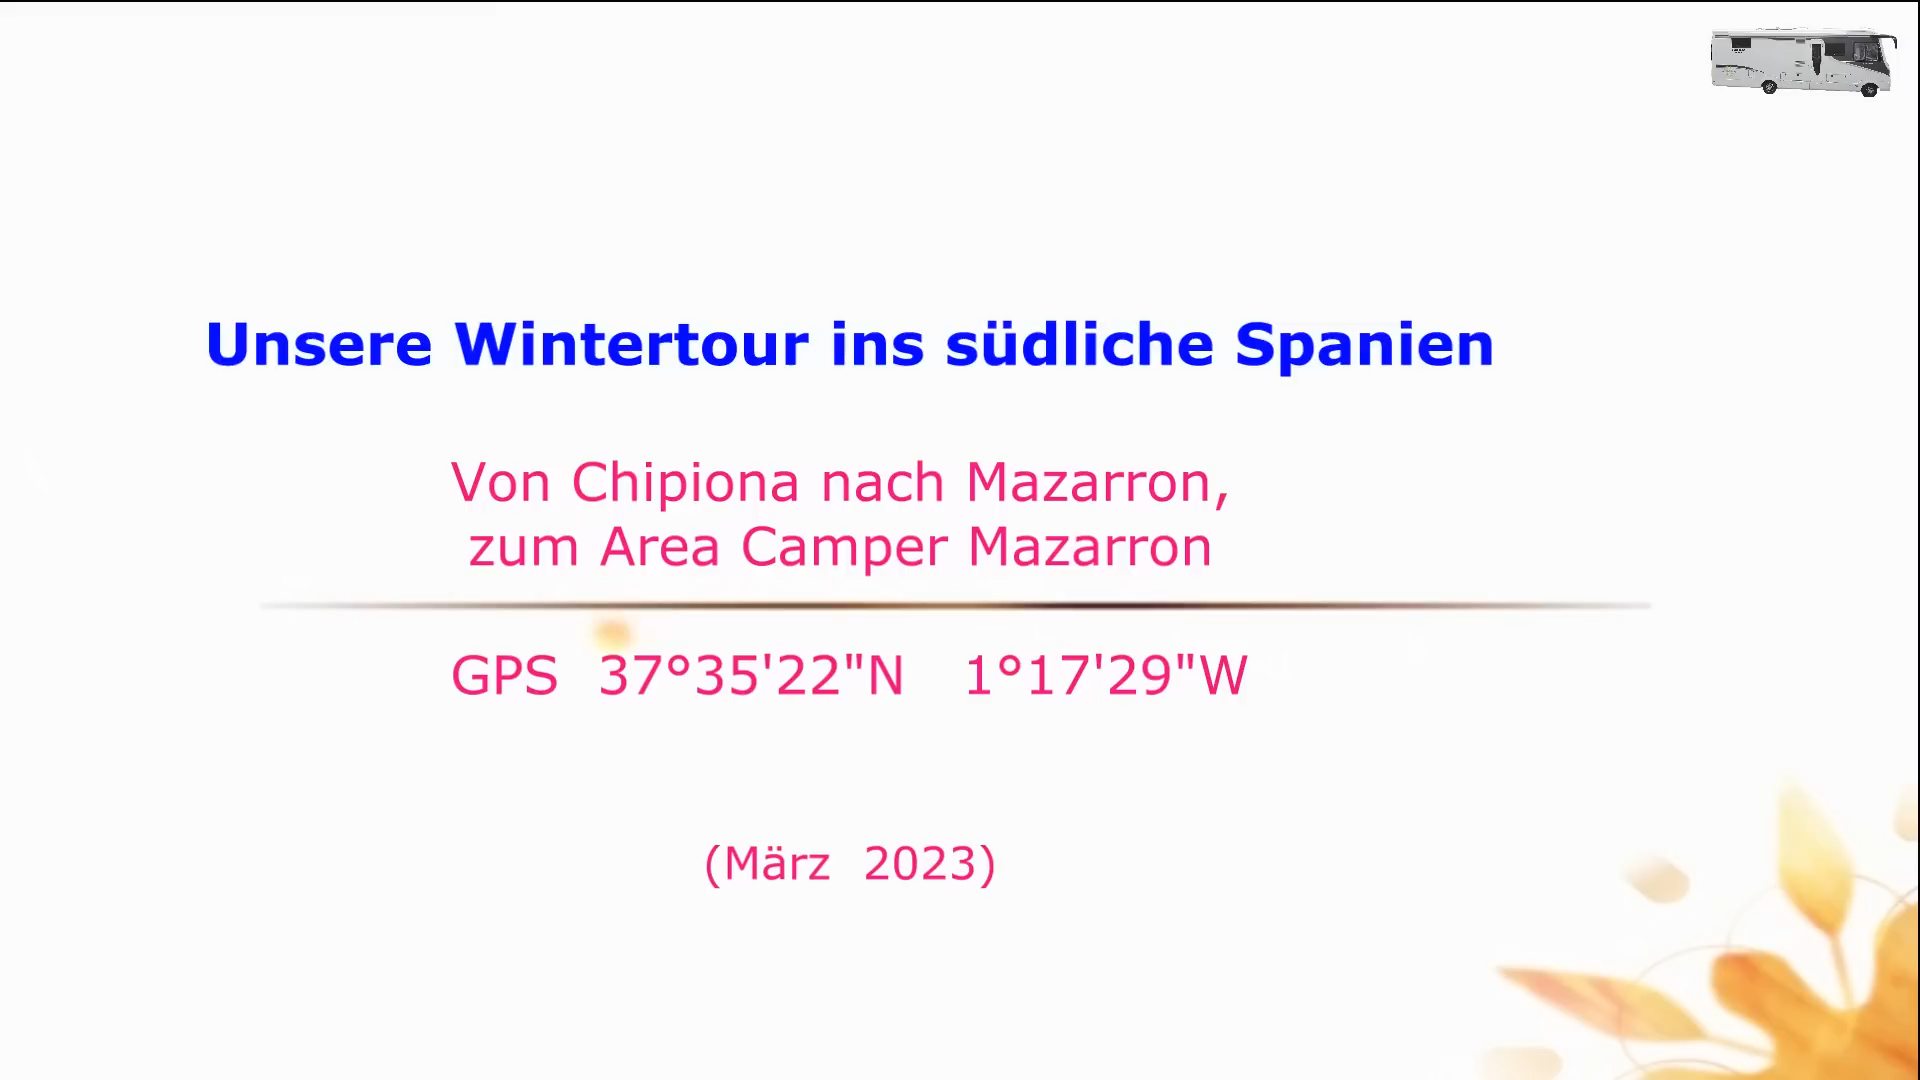 Unsere Wintertour ins südliche Spanien
Von Chipiona nach Mazarron,
zum Area Camper Mazarron
GPS 37°35'22"N 1°17'29"W
(März 2023)